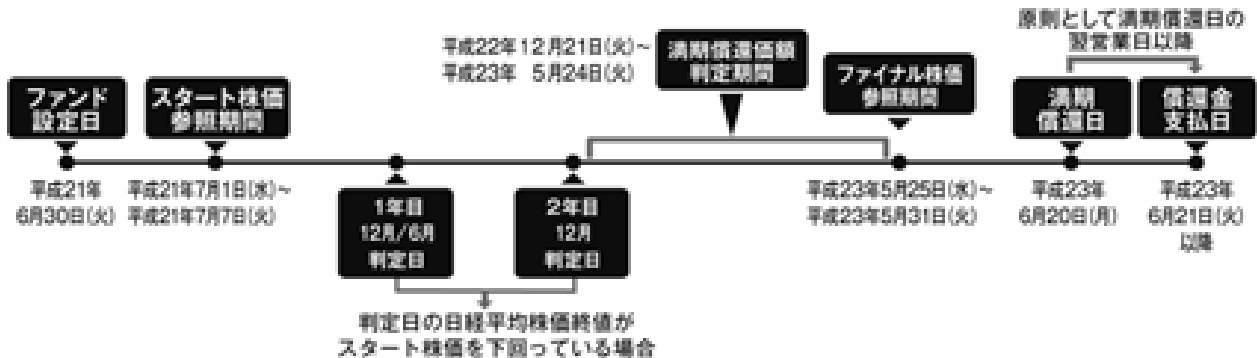 原則として満期償還日の
翌営業日以降
平成22年12月21日(火)~
平成23年 5月24日(火)
満期償還価額
判定期間
ファイナル株価
参照期間
ファンド
設定日
スタート株価
参照期間
満期
償還日
償還金
支払日
平成21年
6月30日(火)
平成21年7月1日(水)~
平成21年7月7日(火)
1年目
12月/6月
判定日
2年目
12月
判定日
平成23年5月25日(水)~
平成23年5月31日(火)
平成23年
6月20日(月)
平成23年
6月21日(火)
以降
判定日の日経平均株価終値が
スタート株価を下回っている場合